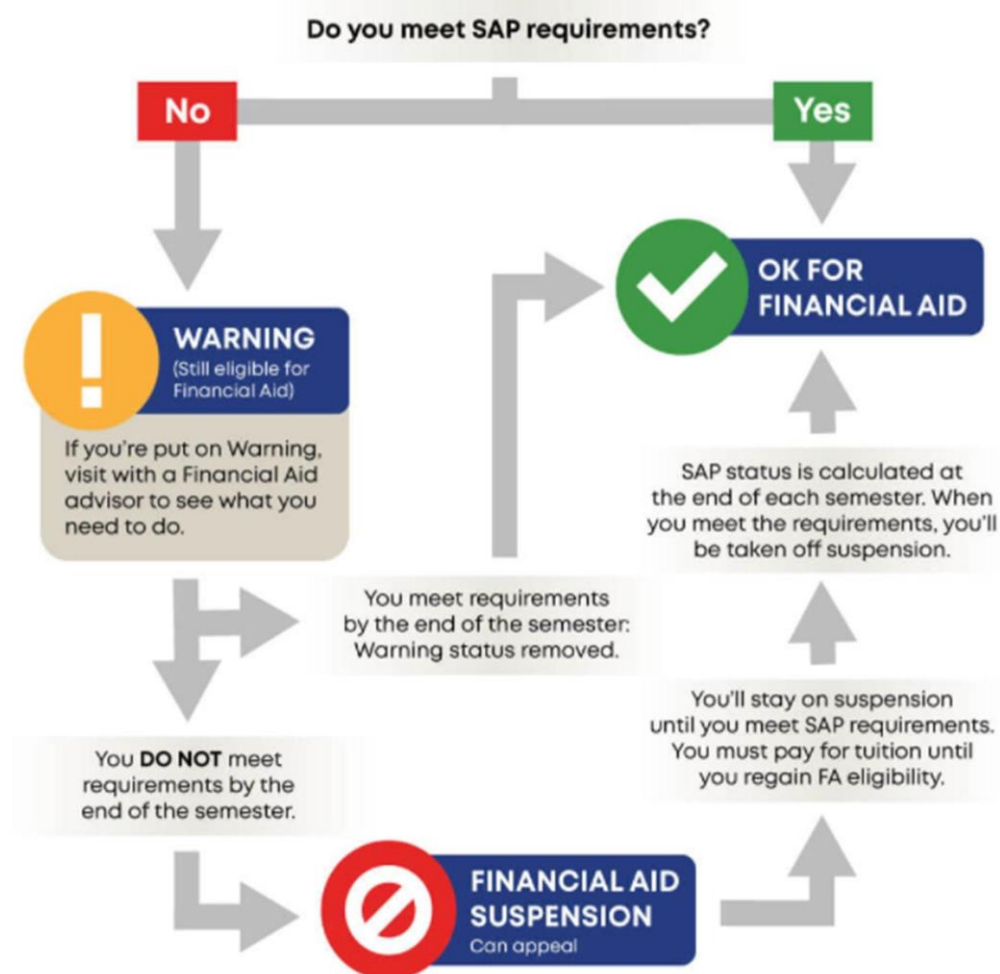 Do you meet SAP requirements?
No
Yes
OK FOR
FINANCIAL AID
WARNING
(Still eligible for
Financial Aid)
If you're put on Warning,
visit with a Financial Aid
advisor to see what you
need to do.
SAP status is calculated at
the end of each semester. When
you meet the requirements, you'll
be taken off suspension.
You meet requirements
by the end of the semester:
Warning status removed.
You'll stay on suspension
until you meet SAP requirements.
You must pay for tuition until
you regain FA eligibility.
You DO NOT meet
requirements by the
end of the semester.
FINANCIAL AID
SUSPENSION
Can appeal